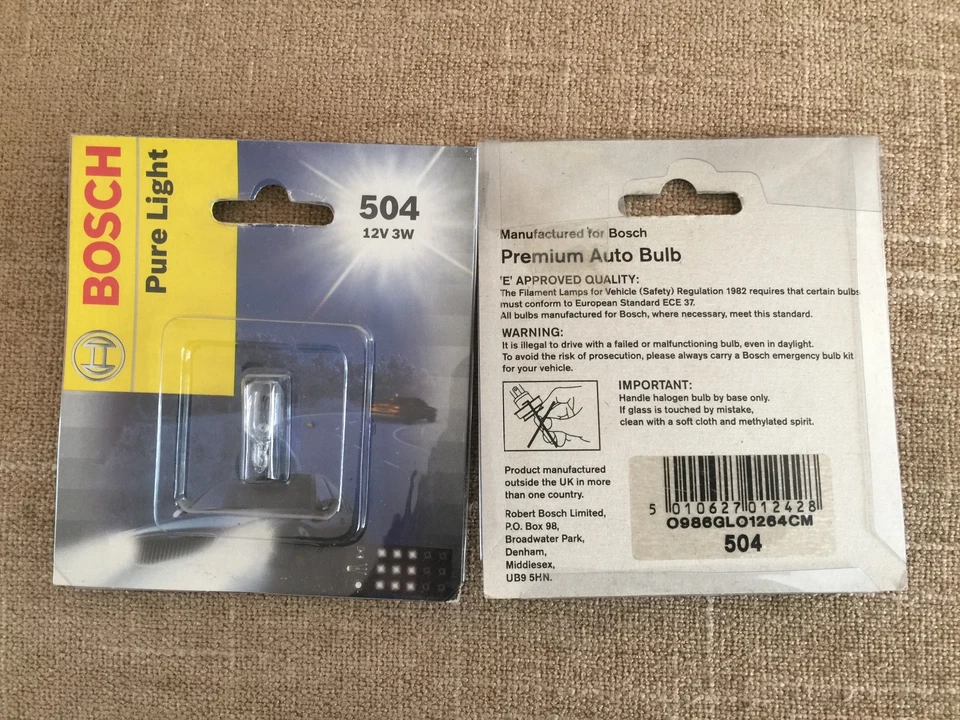 BOSCH
Pure Light
504
12V 3W
Manufactured for Bosch
Premium Auto Bulb
'E' APPROVED QUALITY:
The Filament Lamps for Vehicle (Safety) Regulation 1982 requires that certain bulbs
must conform to European Standard ECE 37.
All bulbs manufactured for Bosch, where necessary, meet this standard.
WARNING:
It is illegal to drive with a failed or malfunctioning bulb, even in daylight.
To avoid the risk of prosecution, please always carry a Bosch emergency bulb kit
for your vehicle.
IMPORTANT:
Handle halogen bulb by base only.
If glass is touched by mistake,
clean with a soft cloth and methylated spirit.
Product manufactured
outside the UK in more
than one country.
Robert Bosch Limited,
P.O. Box 98,
Broadwater Park,
Denham,
Middlesex,
UB9 5HN.
5 010627 012428
0986GL01264CM
504